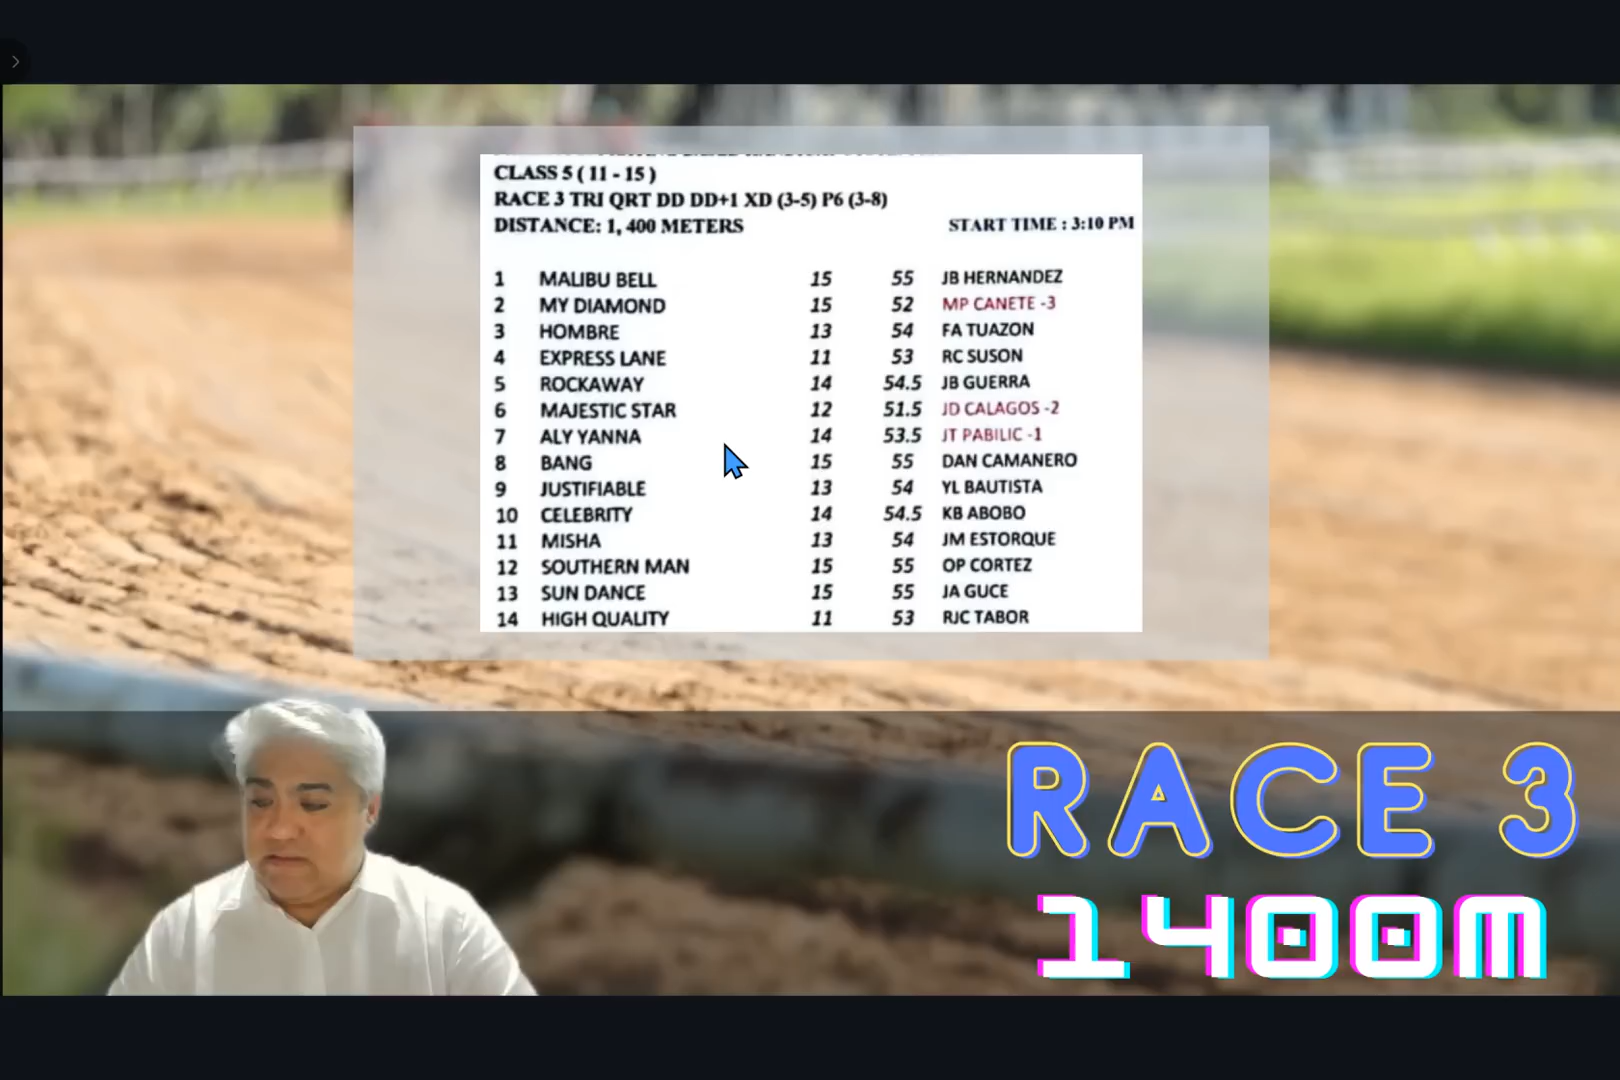 CLASS 5 ( 11 - 15 )
RACE 3 TRI QRT DD DD+1 XD (3-5) P6 (3-8)
DISTANCE: 1, 400 METERS START TIME : 3:10 PM
1 MALIBU BELL 15 55 JB HERNANDEZ
2 MY DIAMOND 15 52 MP CANETE -3
3 HOMBRE 13 54 FA TUAZON
4 EXPRESS LANE 11 53 RC SUSON
5 ROCKAWAY 14 54.5 JB GUERRA
6 MAJESTIC STAR 12 51.5 JD CALAGOS -2
7 ALY YANNA 14 53.5 JT PABILIC -1
8 BANG 15 55 DAN CAMANERO
9 JUSTIFIABLE 13 54 YL BAUTISTA
10 CELEBRITY 14 54.5 KB ABOBO
11 MISHA 13 54 JM ESTORQUE
12 SOUTHERN MAN 15 55 OP CORTEZ
13 SUN DANCE 15 55 JA GUCE
14 HIGH QUALITY 11 53 RJC TABOR
RACE 3
1400M